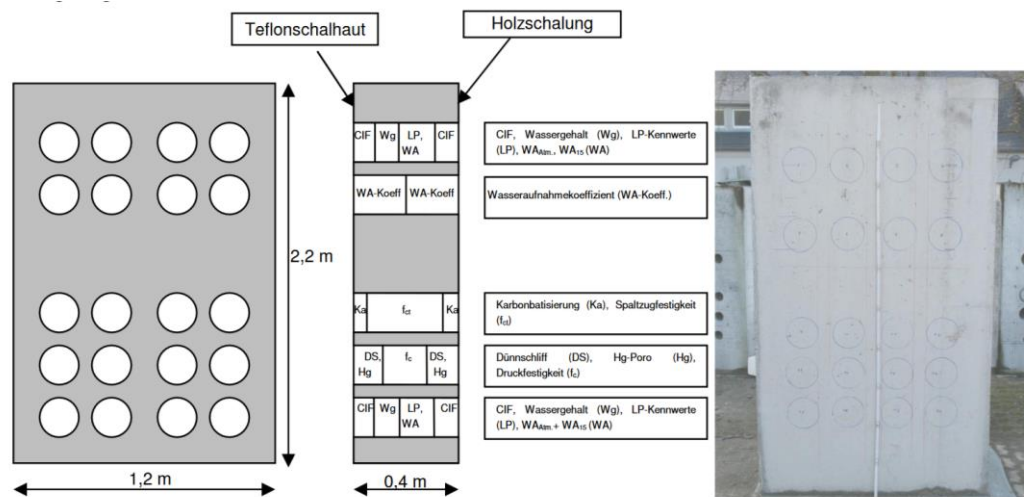 Teflonschalhaut
Holzschalung
CIF Wg LP, WA CIF
CIF, Wassergehalt (Wg), LP-Kennwerte
(LP), WAAtm., WA15 (WA)
WA-Koeff WA-Koeff
Wasseraufnahmekoeffizient (WA-Koeff.)
2,2 m
Ka fct Ka
Karbonbatisierung (Ka), Spaltzugfestigkeit
(fct)
DS, Hg fc DS, Hg
Dünnschliff (DS), Hg-Poro (Hg),
Druckfestigkeit (fc)
CIF Wg LP, WA CIF
CIF, Wassergehalt (Wg), LP-Kennwerte
(LP), WAAtm.+ WA15 (WA)
1,2 m
0,4 m